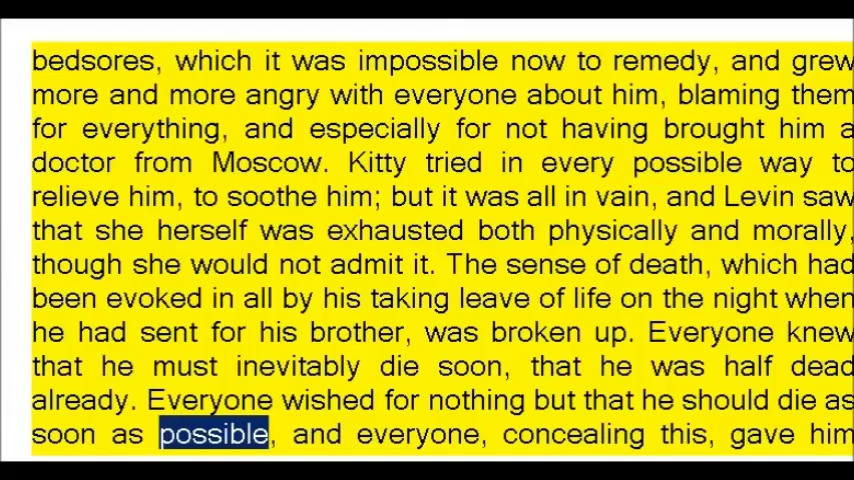 bedsores, which it was impossible now to remedy, and grew
more and more angry with everyone about him, blaming them
for everything, and especially for not having brought him a
doctor from Moscow. Kitty tried in every possible way to
relieve him, to soothe him; but it was all in vain, and Levin saw
that she herself was exhausted both physically and morally,
though she would not admit it. The sense of death, which had
been evoked in all by his taking leave of life on the night when
he had sent for his brother, was broken up. Everyone knew
that he must inevitably die soon, that he was half dead
already. Everyone wished for nothing but that he should die as
soon as possible, and everyone, concealing this, gave him